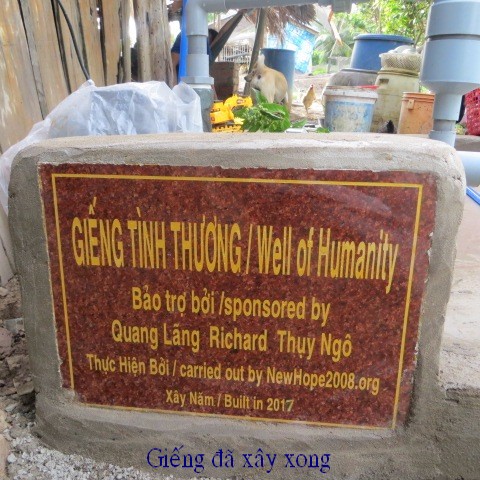 GIẾNG TÌNH THƯƠNG / Well of Humanity
Bảo trợ bởi /sponsored by
Quang Lãng Richard Thụy Ngô
Thực Hiện Bởi / carried out by NewHope2008.org
Xây Năm / Built in 2017
Giếng đã xây xong